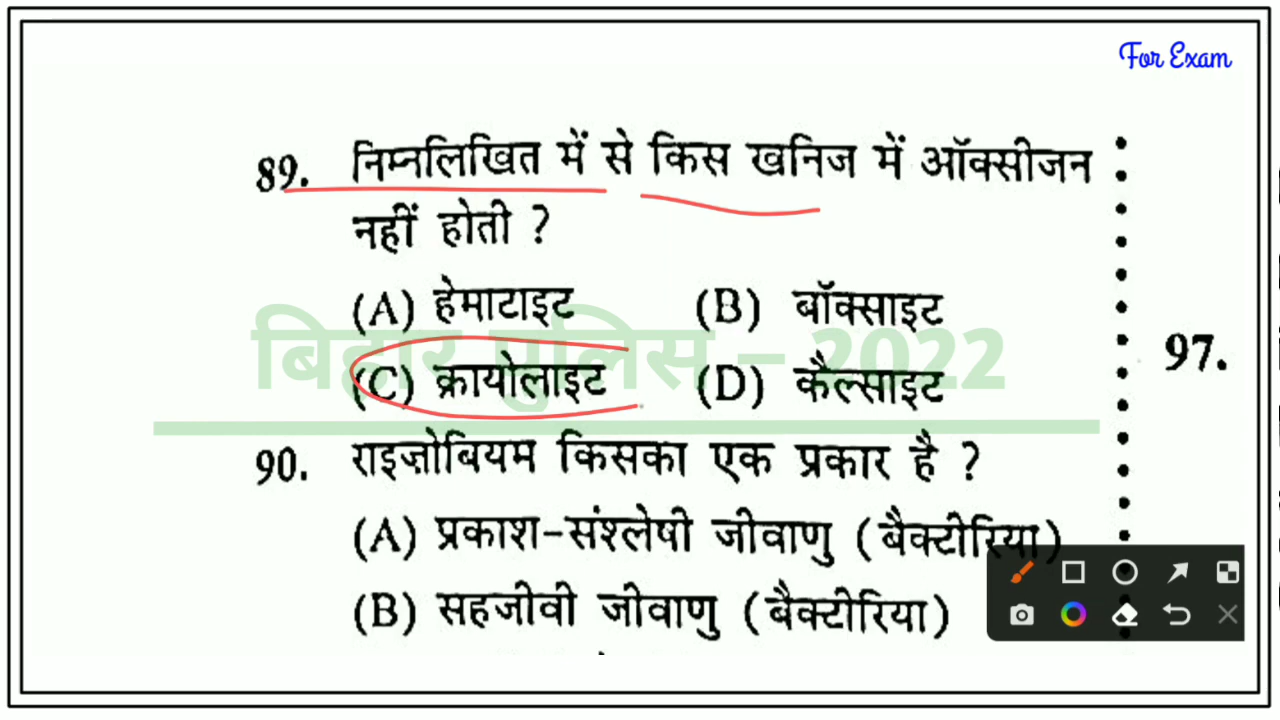 For Exam
89. निम्नलिखित में से किस खनिज में ऑक्सीजन
नहीं होती ?
(A) हेमाटाइट (B) बॉक्साइट
बिहार पुलिस – 2022
(C) क्रायोलाइट (D) कैल्साइट
97.
90. राइज़ोबियम किसका एक प्रकार है ?
(A) प्रकाश-संश्लेषी जीवाणु (बैक्टीरिया)
(B) सहजीवी जीवाणु (बैक्टीरिया)